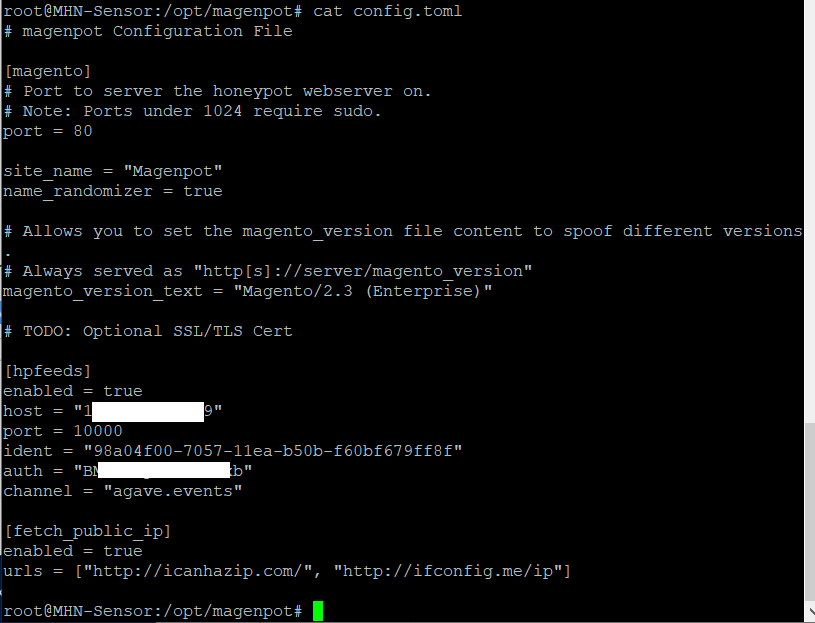 root@MHN-Sensor:/opt/magenpot# cat config.toml
# magenpot Configuration File
[magento]
# Port to server the honeypot webserver on.
# Note: Ports under 1024 require sudo.
port = 80
site_name = "Magenpot"
name_randomizer = true
# Allows you to set the magento_version file content to spoof different versions
.
# Always served as "http[s]://server/magento_version"
magento_version_text = "Magento/2.3 (Enterprise)"
# TODO: Optional SSL/TLS Cert
[hpfeeds]
enabled = true
host = "1 9"
port = 10000
ident = "98a04f00-7057-11ea-b50b-f60bf679ff8f"
auth = "BM b"
channel = "agave.events"
[fetch_public_ip]
enabled = true
urls = ["http://icanhazip.com/", "http://ifconfig.me/ip"]
root@MHN-Sensor:/opt/magenpot#